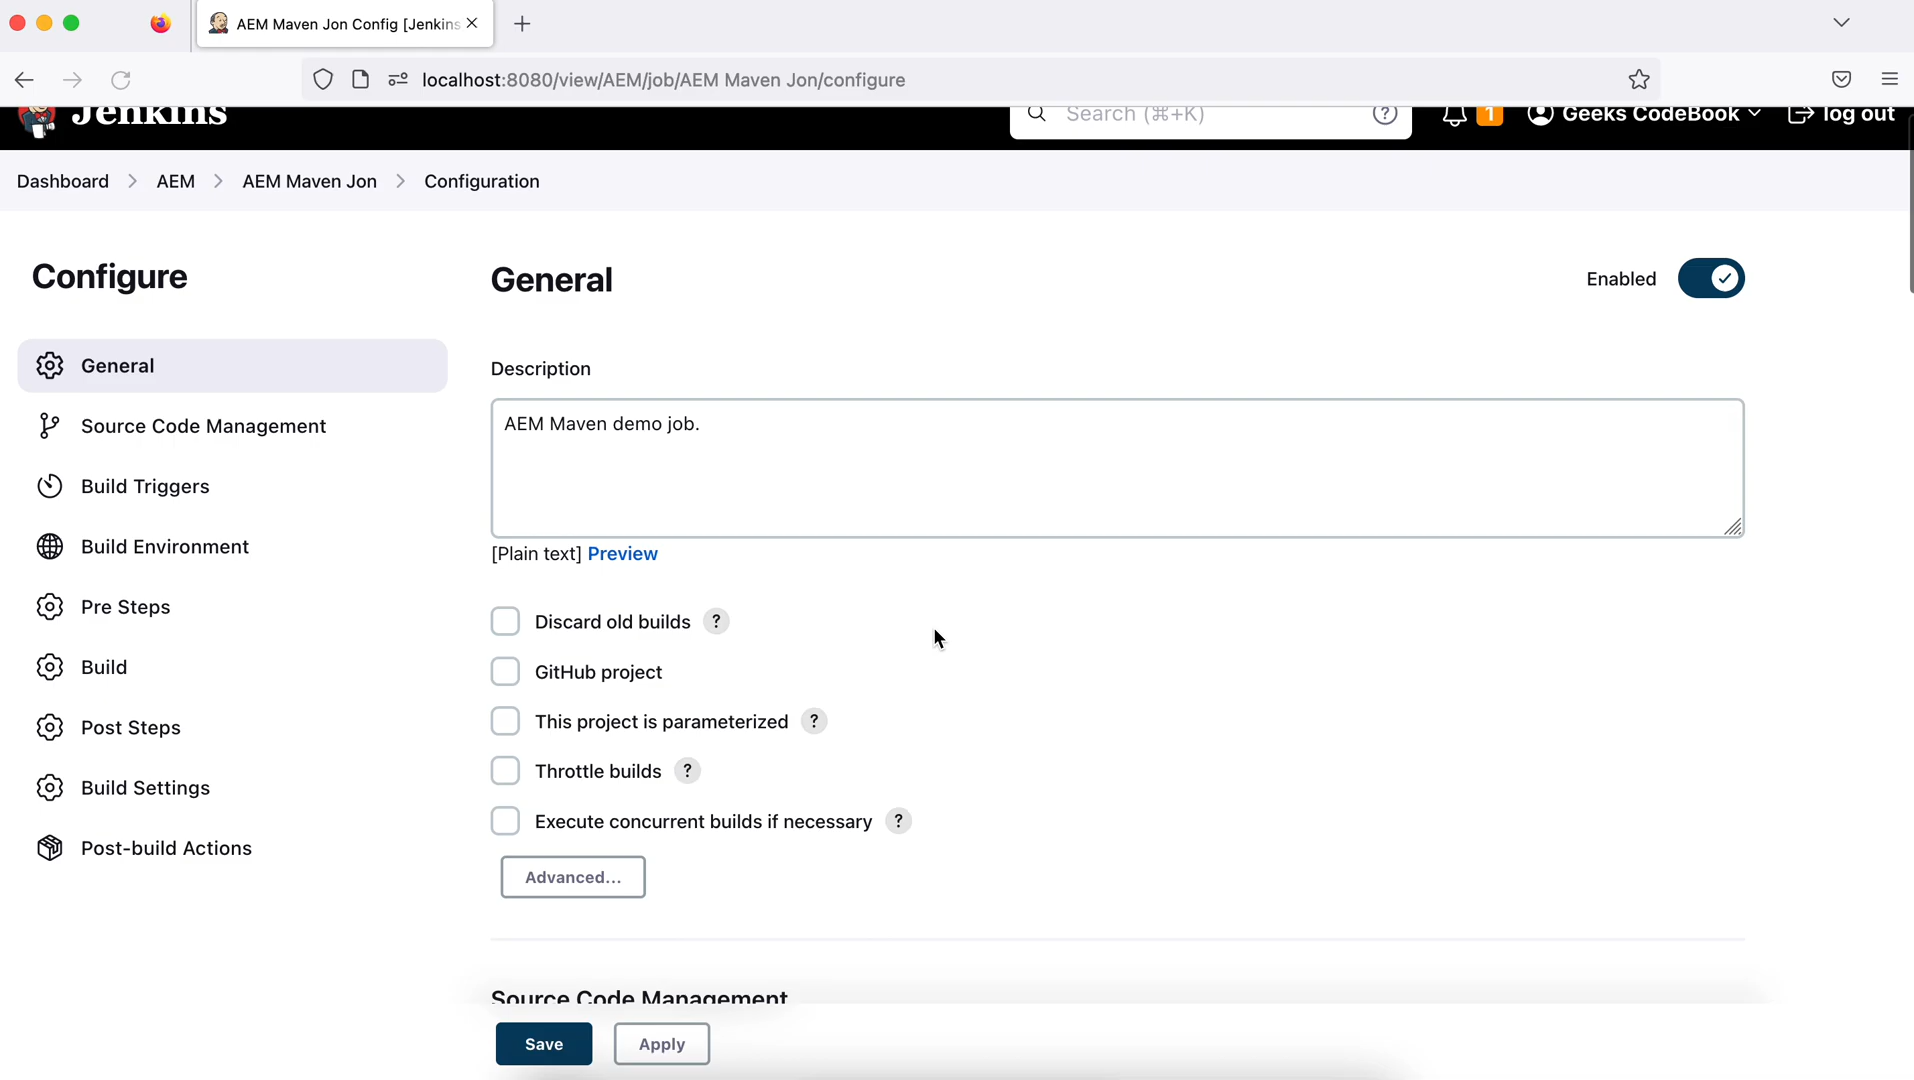 AEM Maven Jon Config [Jenkins
localhost:8080/view/AEM/job/AEM Maven Jon/configure
Jenkins
Search (⌘+K)
?
1
Geeks CodeBook
log out
Dashboard > AEM > AEM Maven Jon > Configuration
Configure
General
Source Code Management
Build Triggers
Build Environment
Pre Steps
Build
Post Steps
Build Settings
Post-build Actions
General
Enabled
Description
AEM Maven demo job.
[Plain text] Preview
Discard old builds ?
GitHub project
This project is parameterized ?
Throttle builds ?
Execute concurrent builds if necessary ?
Advanced...
Source Code Management
Save
Apply